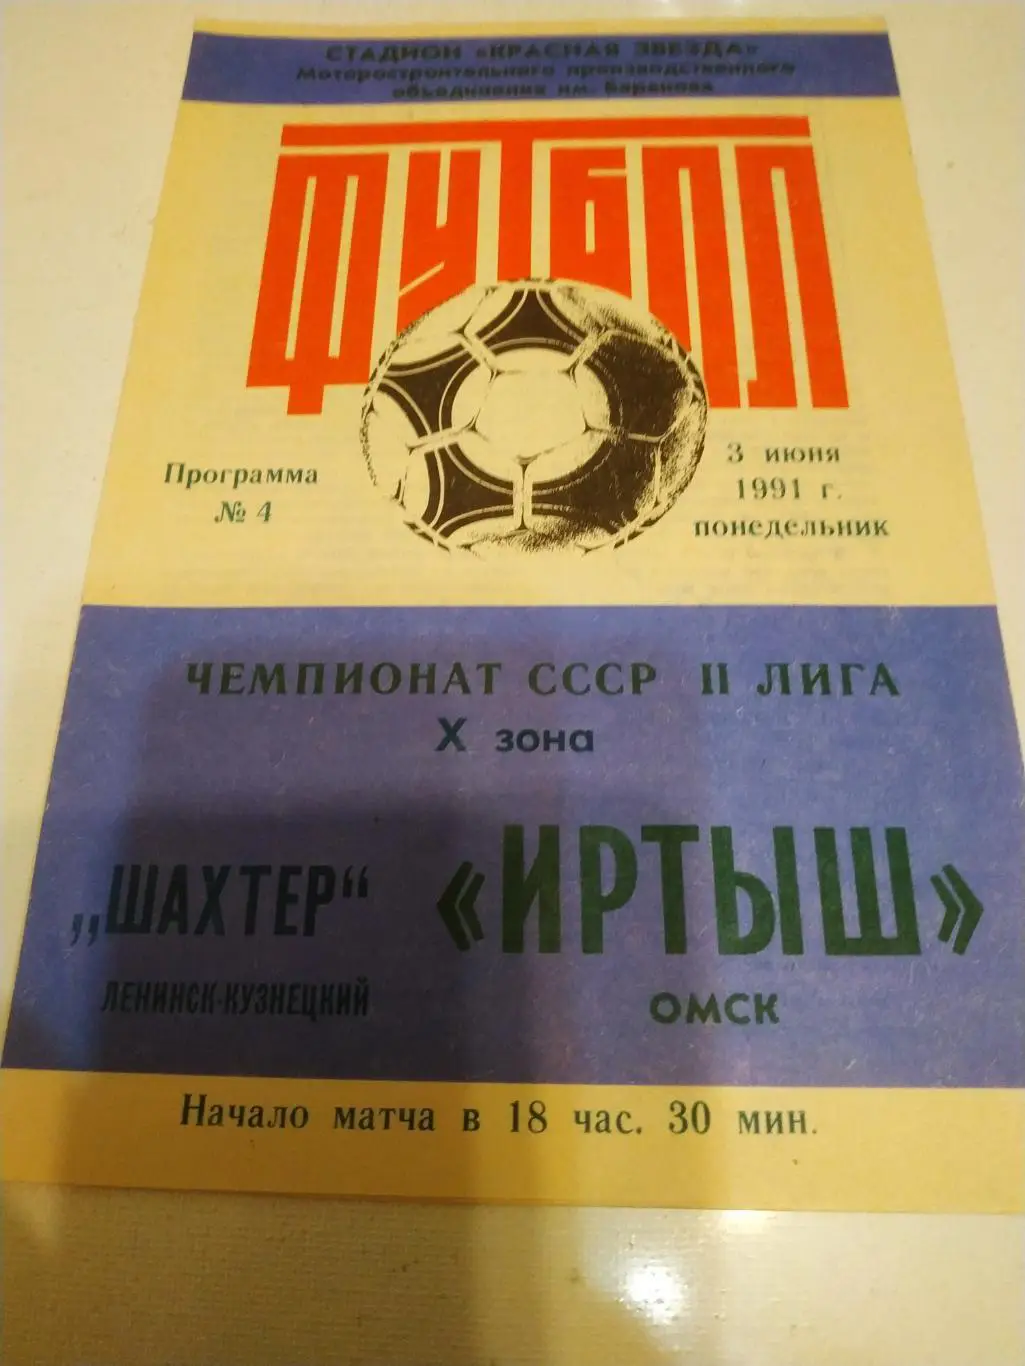 СТАДИОН «КРАСНАЯ ЗВЕЗДА»
Моторостроительного производственного
объединения им. Баранова
ФУТБОЛ
Программа
№ 4
3 июня
1991 г.
понедельник
ЧЕМПИОНАТ СССР II ЛИГА
X зона
„ШАХТЕР“
ЛЕНИНСК-КУЗНЕЦКИЙ
«ИРТЫШ»
ОМСК
Начало матча в 18 час. 30 мин.